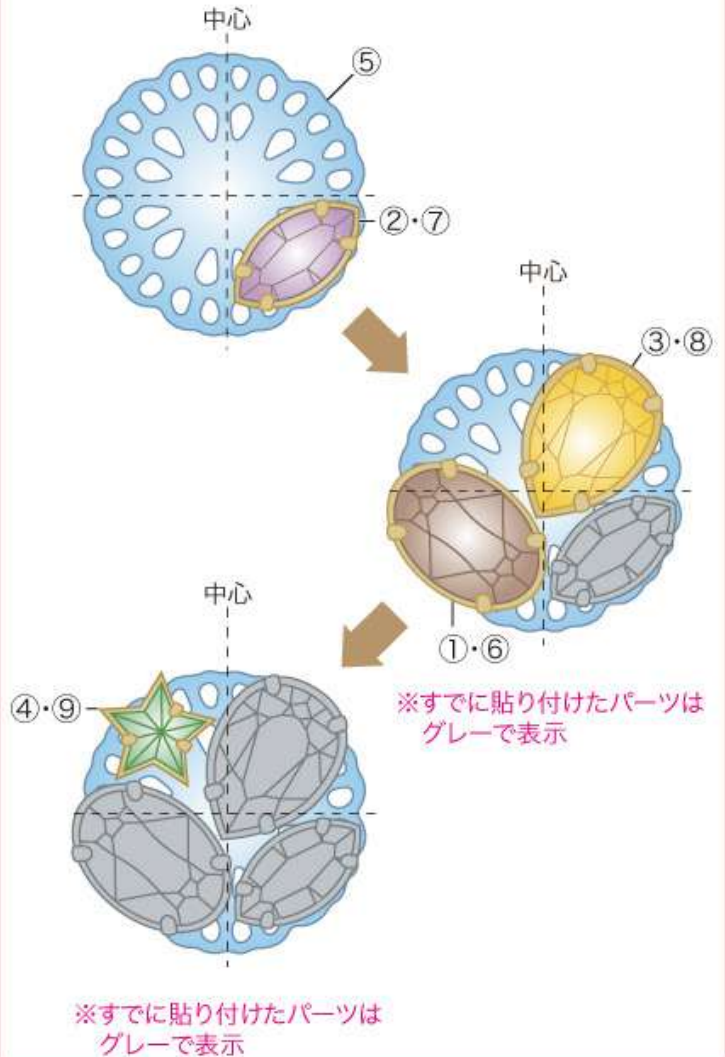 中心
⑤
②・⑦
中心
③・⑧
①・⑥
※すでに貼り付けたパーツは
グレーで表示
中心
④・⑨
※すでに貼り付けたパーツは
グレーで表示